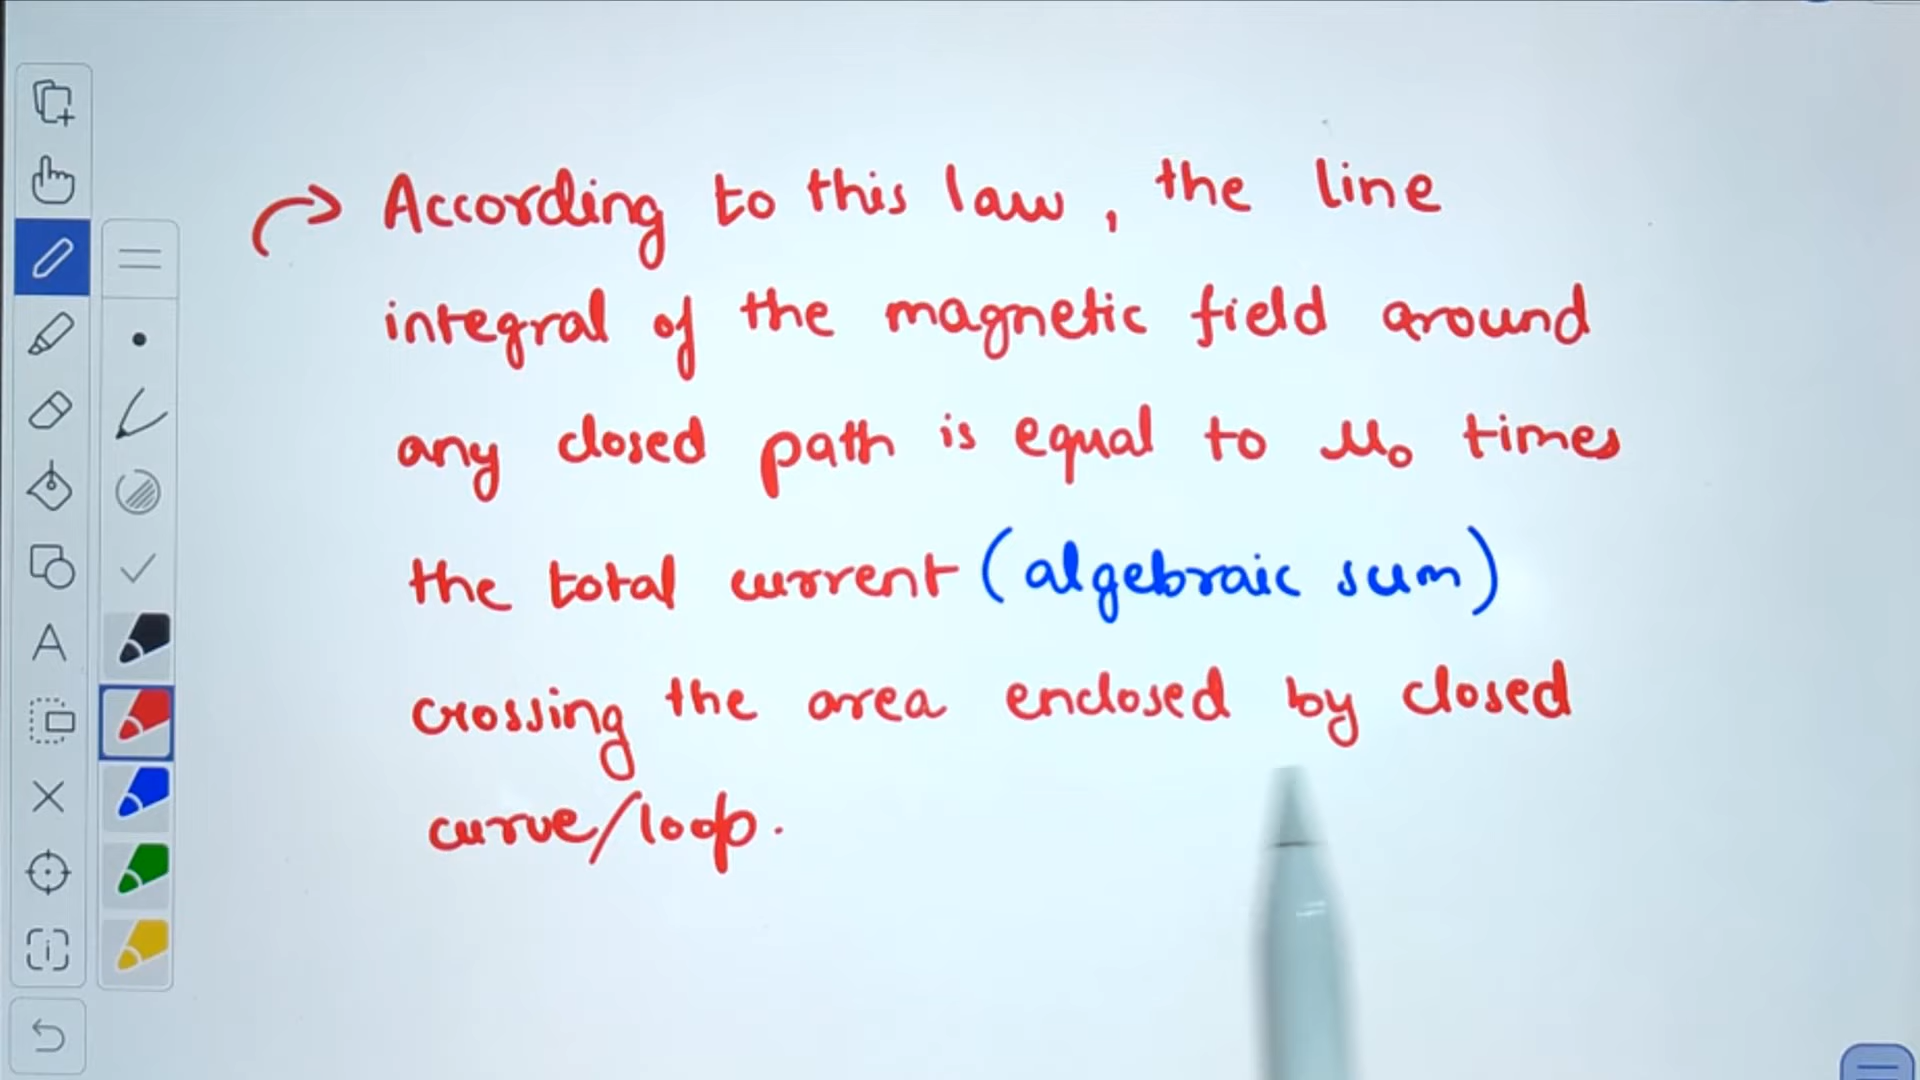 According to this law, the line
integral of the magnetic field around
any closed path is equal to μ₀ times
the total current (algebraic sum)
crossing the area enclosed by closed
curve/loop.